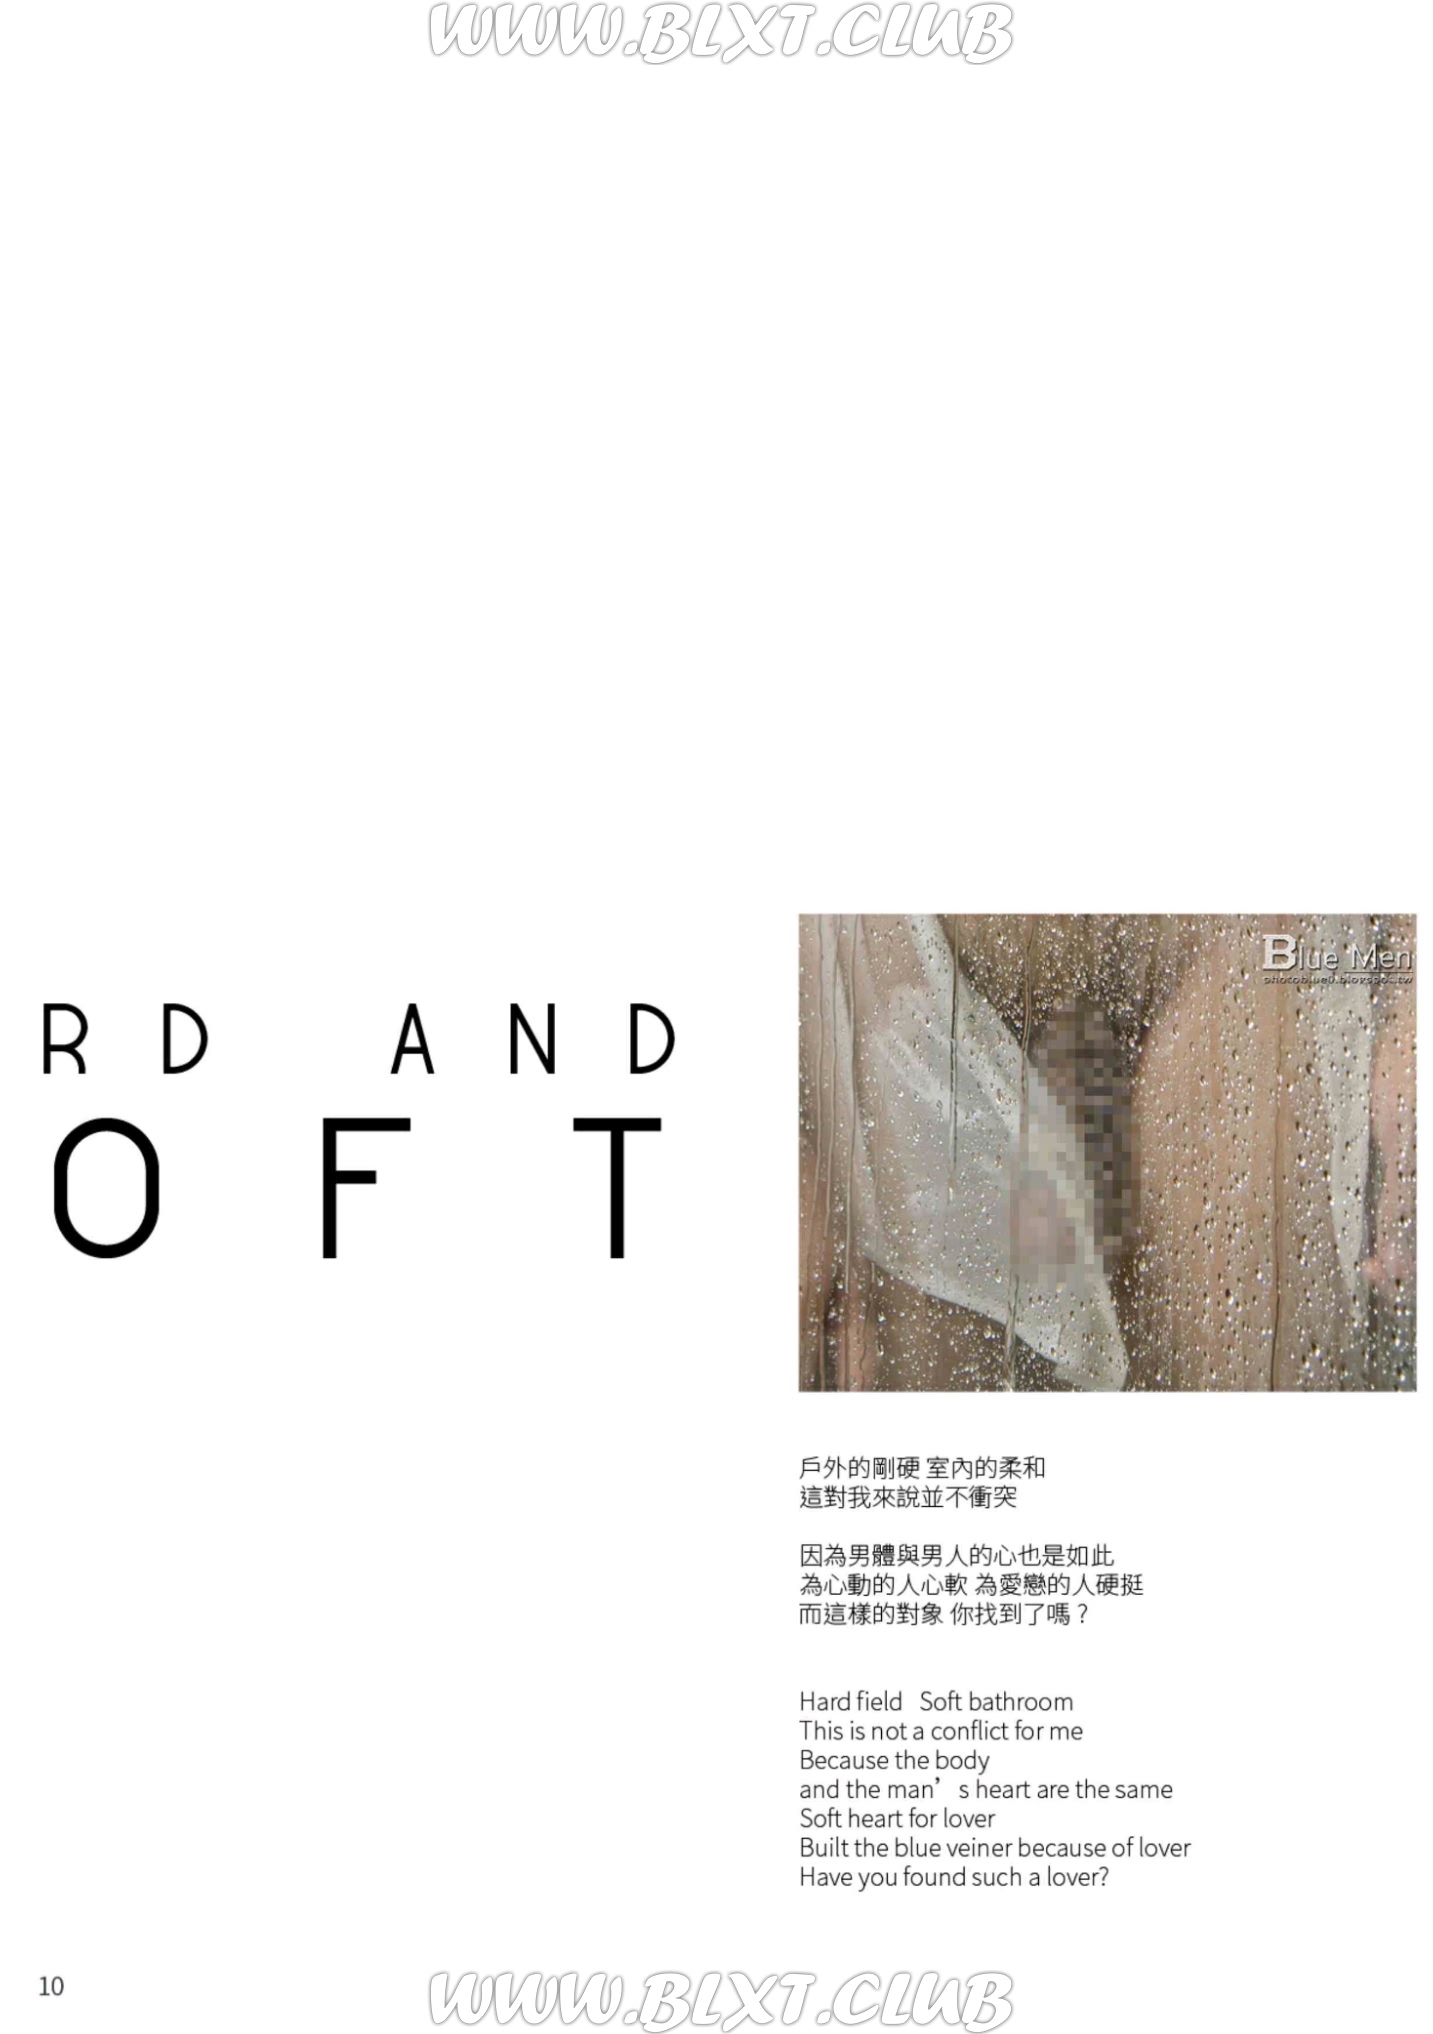 WWW.BLXT.CLUB
RD AND
OFT
Blue Men
photoblue0.blogspot.tw
戶外的剛硬 室內的柔和
這對我來說並不衝突
因為男體與男人的心也是如此
為心動的人心軟 為愛戀的人硬挺
而這樣的對象 你找到了嗎？
Hard field Soft bathroom
This is not a conflict for me
Because the body
and the man’s heart are the same
Soft heart for lover
Built the blue veiner because of lover
Have you found such a lover?
10
WWW.BLXT.CLUB